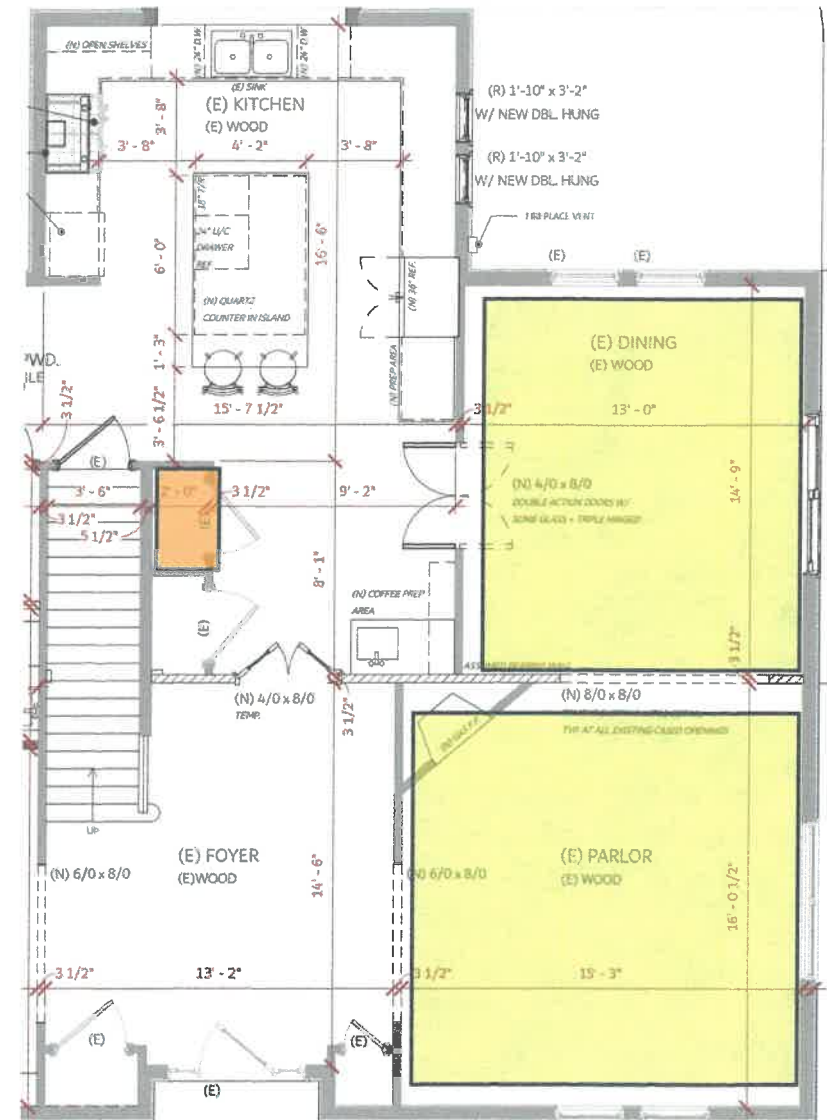 (N) OPEN SHELVES
(N) 24" D.W
(N) 24" D.W
(E) SINK
(E) KITCHEN
(E) WOOD
3' - 8"
3' - 8"
4' - 2"
3' - 8"
(R) 1'-10" x 3'-2"
W/ NEW DBL. HUNG
(R) 1'-10" x 3'-2"
W/ NEW DBL. HUNG
FIREPLACE VENT
(E)
(E)
18" T/R
24" U/C
DRAWER
REF.
6' - 0"
16' - 6"
(N) 36" REF.
(N) QUARTZ
COUNTER IN ISLAND
(E) DINING
(E) WOOD
1' - 3"
(N) PREP AREA
3 1/2"
3' - 6 1/2"
15' - 7 1/2"
3 1/2"
13' - 0"
(E)
3' - 6"
2' - 0"
3 1/2"
9' - 2"
(N) 4/0 x 8/0
DOUBLE ACTION DOORS W/
14' - 9"
3 1/2"
5 1/2"
(E)
8' - 1"
(N) COFFEE PREP
AREA
(E)
3 1/2"
(N) 4/0 x 8/0
TEMP.
3 1/2"
(N) 8/0 x 8/0
TYP AT ALL EXISTING CASED OPENINGS
UP
(E) FOYER
(E)WOOD
14' - 6"
(E) PARLOR
(E) WOOD
(N) 6/0 x 8/0
(N) 6/0 x 8/0
16' - 0 1/2"
3 1/2"
13' - 2"
3 1/2"
15' - 3"
(E)
(E)
(E)